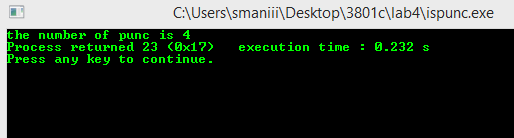 C:\Users\smaniii\Desktop\3801c\lab4\ispunc.exe
the number of punc is 4
Process returned 23 (0x17)   execution time : 0.232 s
Press any key to continue.